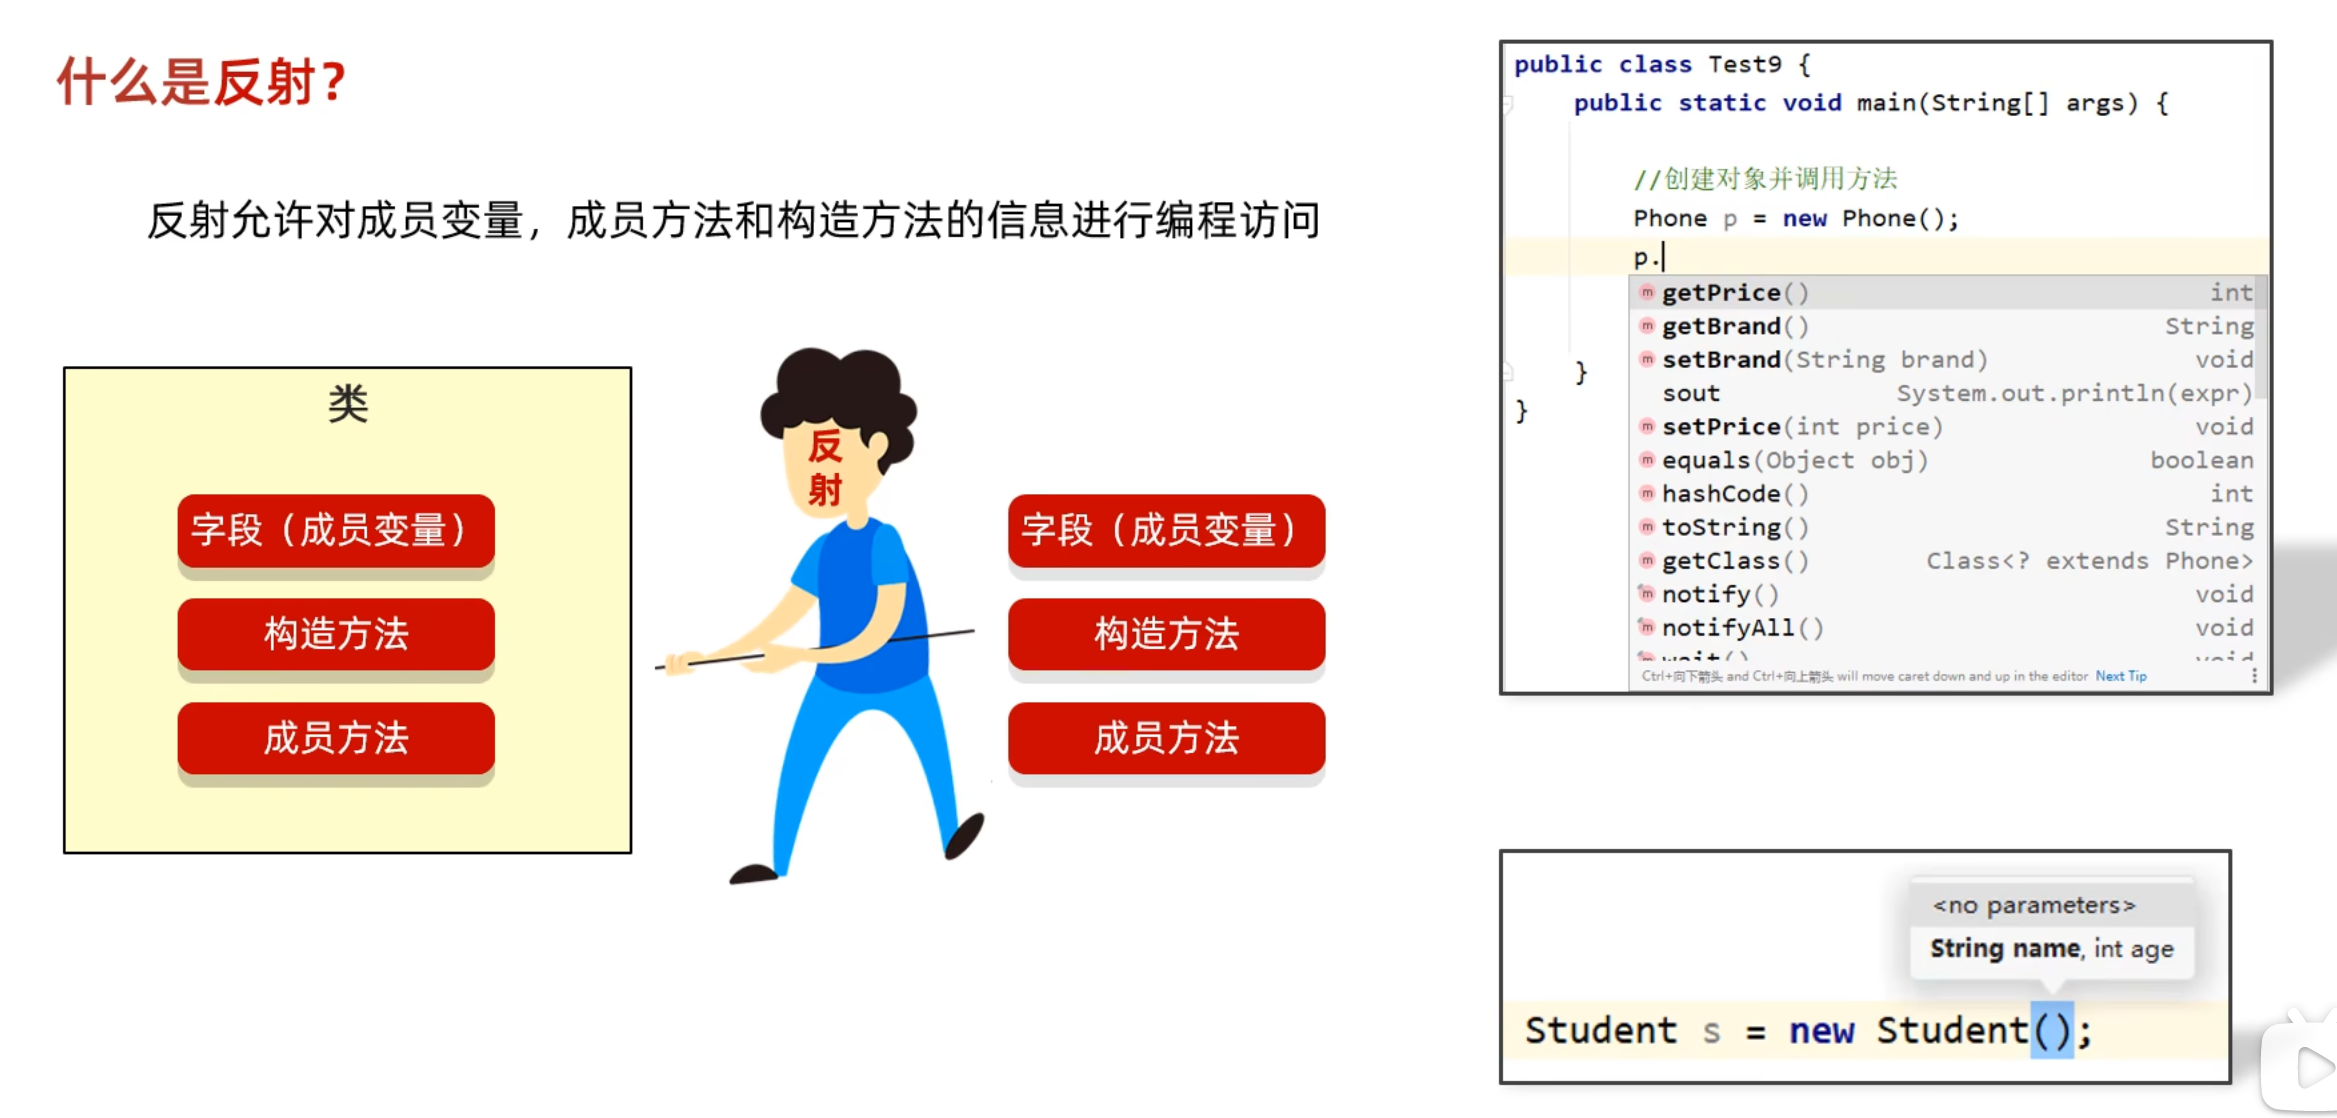 什么是反射？
反射允许对成员变量，成员方法和构造方法的信息进行编程访问
类
字段（成员变量）
构造方法
成员方法
反
射
字段（成员变量）
构造方法
成员方法
public class Test9 {
public static void main(String[] args) {
//创建对象并调用方法
Phone p = new Phone();
p.
m getPrice() int
m getBrand() String
m setBrand(String brand) void
sout System.out.println(expr)
m setPrice(int price) void
m equals(Object obj) boolean
m hashCode() int
m toString() String
m getClass() Class<? extends Phone>
m notify() void
m notifyAll() void
m wait() void
Ctrl+向下箭头 and Ctrl+向上箭头 will move caret down and up in the editor Next Tip
}
}
<no parameters>
String name, int age
Student s = new Student();